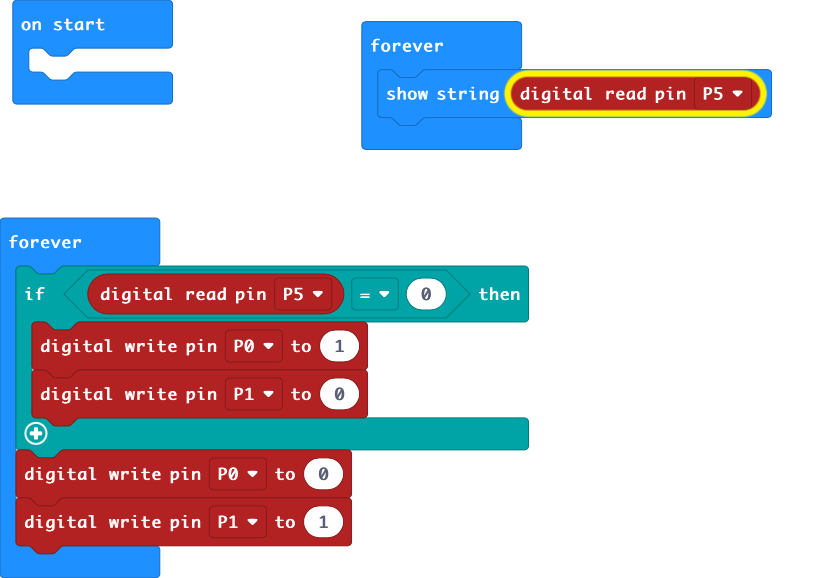 on start
forever
show string digital read pin P5
forever
if digital read pin P5 = 0 then
digital write pin P0 to 1
digital write pin P1 to 0
digital write pin P0 to 0
digital write pin P1 to 1